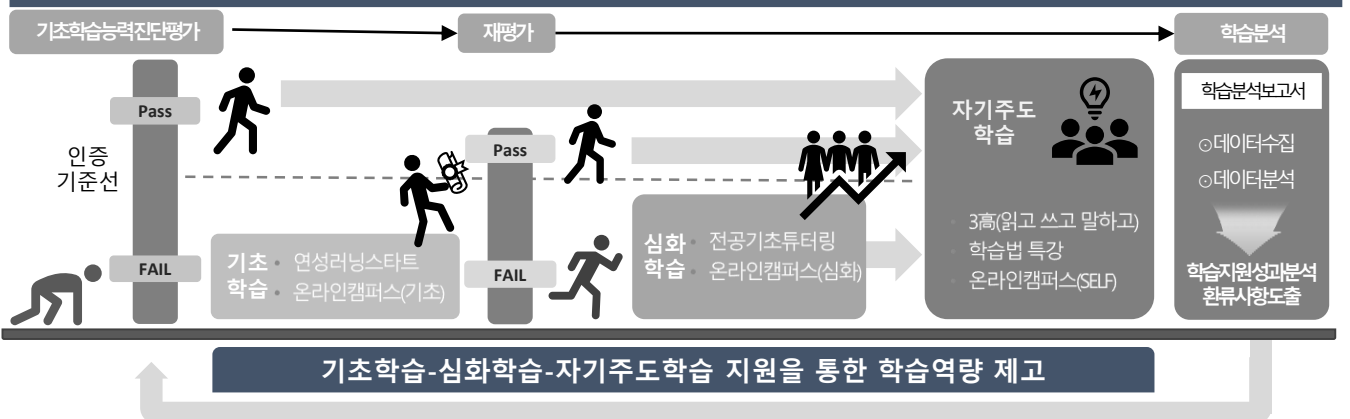 기초학습능력진단평가
재평가
학습분석
Pass
인증
기준선
FAIL
기초
학습
• 연성러닝스타트
• 온라인캠퍼스(기초)
Pass
FAIL
심화
학습
• 전공기초튜터링
• 온라인캠퍼스(심화)
자기주도
학습
• 3高(읽고 쓰고 말하고)
• 학습법 특강
• 온라인캠퍼스(SELF)
학습분석보고서
⊙데이터수집
⊙데이터분석
학습지원성과분석
환류사항도출
기초학습-심화학습-자기주도학습 지원을 통한 학습역량 제고